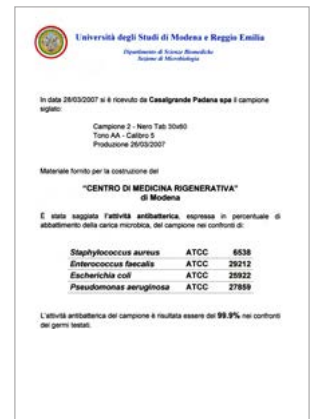 Università degli Studi di Modena e Reggio Emilia
Dipartimento di Scienze Biomediche
Sezione di Microbiologia
In data 28/03/2007 si è ricevuto da Casalgrande Padana spa il campione
siglato:
Campione 2 - Nero Tab 30x60
Tono AA - Calibro 5
Produzione 26/03/2007
Materiale fornito per la costruzione del
"CENTRO DI MEDICINA RIGENERATIVA"
di Modena
È stata saggiata l'attività antibatterica, espressa in percentuale di
abbattimento della carica microbica, del campione nei confronti di:
Staphylococcus aureus ATCC 6538
Enterococcus faecalis ATCC 29212
Escherichia coli ATCC 25922
Pseudomonas aeruginosa ATCC 27859
L'attività antibatterica del campione è risultata essere del 99.9% nei confronti
dei germi testati.